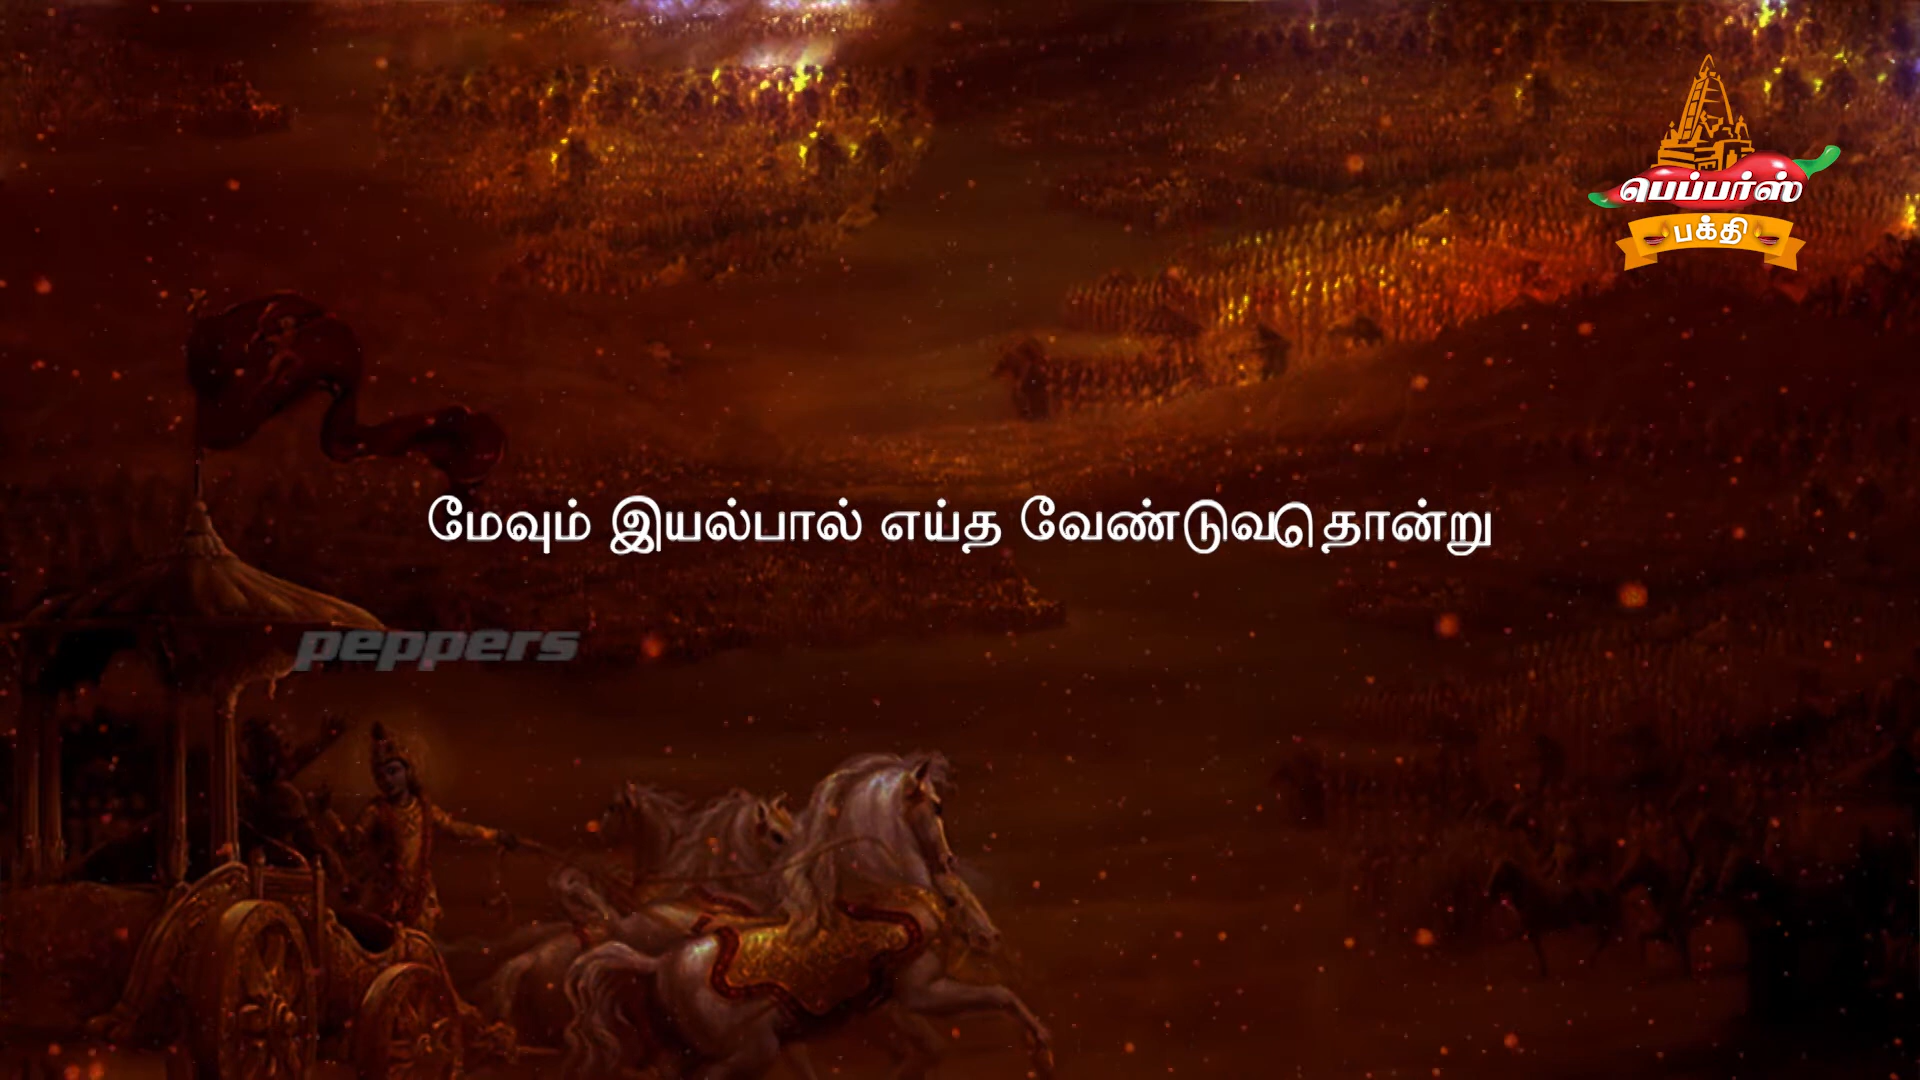 பெப்பர்ஸ்
பக்தி
மேவும் இயல்பால் எய்த வேண்டுவதொன்று
peppers